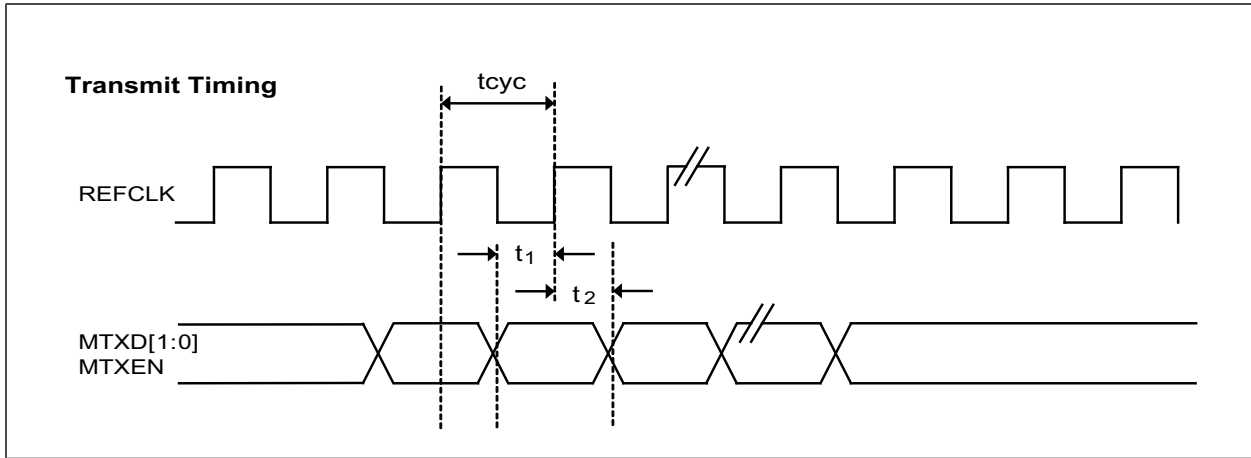 Transmit Timing
tcyc
REFCLK
t1
t2
MTXD[1:0]
MTXEN